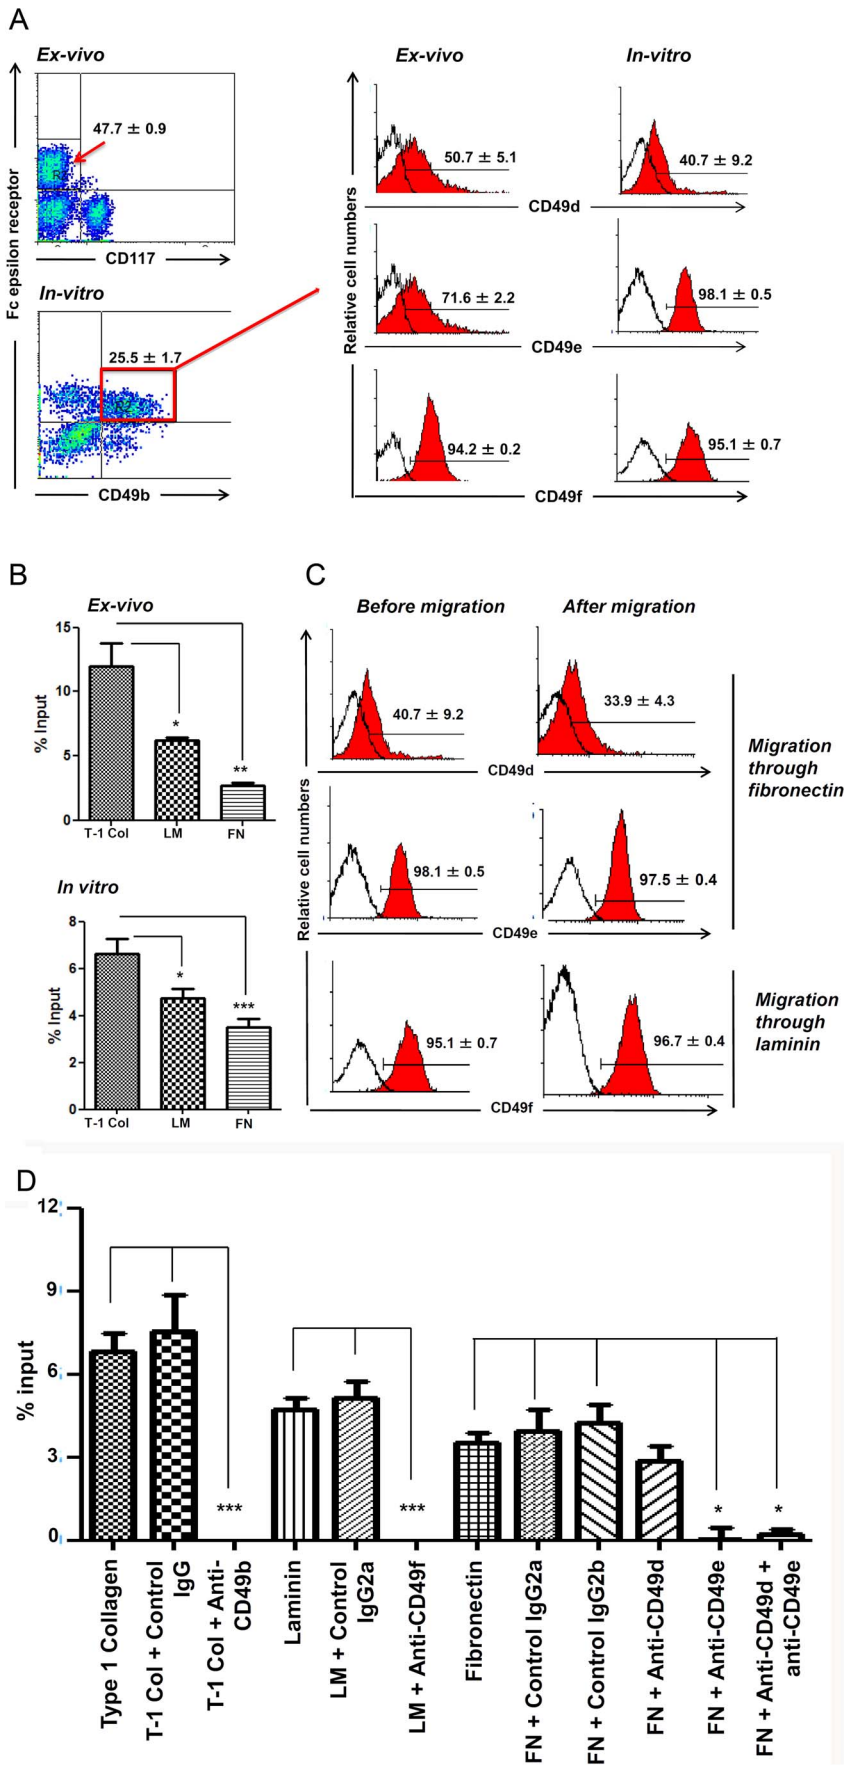 A
Ex-vivo
47.7 ± 0.9
CD117
In-vitro
25.5 ± 1.7
CD49b
Fc epsilon receptor
Ex-vivo
In-vitro
Relative cell numbers
50.7 ± 5.1
40.7 ± 9.2
CD49d
71.6 ± 2.2
98.1 ± 0.5
CD49e
94.2 ± 0.2
95.1 ± 0.7
CD49f
B
Ex-vivo
% Input
15
10
5
0
T-1 Col
LM
FN
*
**
In vitro
% Input
8
6
4
2
0
T-1 Col
LM
FN
*
***
C
Before migration
After migration
Relative cell numbers
40.7 ± 9.2
33.9 ± 4.3
CD49d
98.1 ± 0.5
97.5 ± 0.4
CD49e
Migration
through
fibronectin
95.1 ± 0.7
96.7 ± 0.4
CD49f
Migration
through
laminin
D
% input
12
9
6
3
0
***
***
*
*
Type 1 Collagen
T-1 Col + Control
IgG
T-1 Col + Anti-
CD49b
Laminin
LM + Control
IgG2a
LM + Anti-CD49f
Fibronectin
FN + Control IgG2a
FN + Control IgG2b
FN + Anti-CD49d
FN + Anti-CD49e
FN + Anti-CD49d +
anti-CD49e